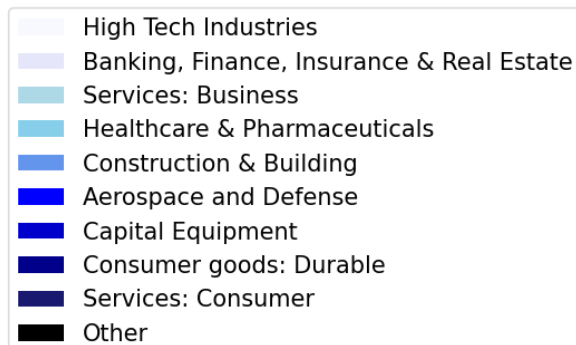 High Tech Industries
Banking, Finance, Insurance & Real Estate
Services: Business
Healthcare & Pharmaceuticals
Construction & Building
Aerospace and Defense
Capital Equipment
Consumer goods: Durable
Services: Consumer
Other